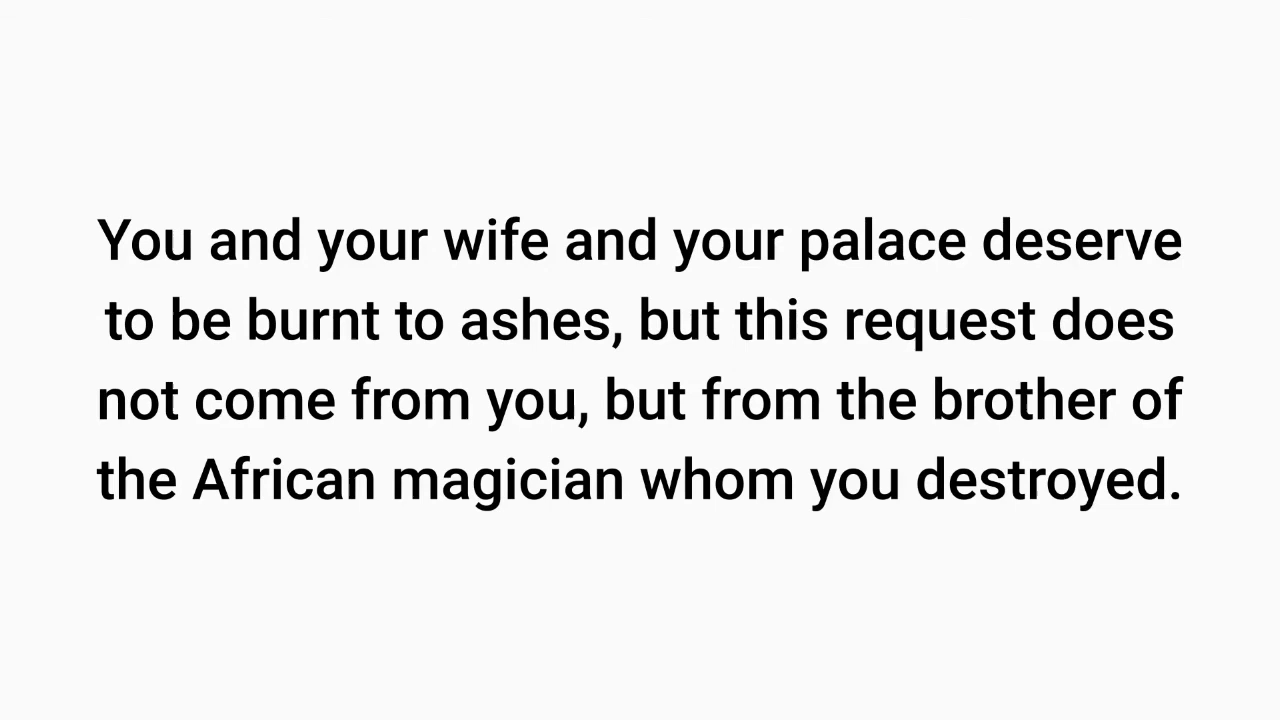 You and your wife and your palace deserve
to be burnt to ashes, but this request does
not come from you, but from the brother of
the African magician whom you destroyed.